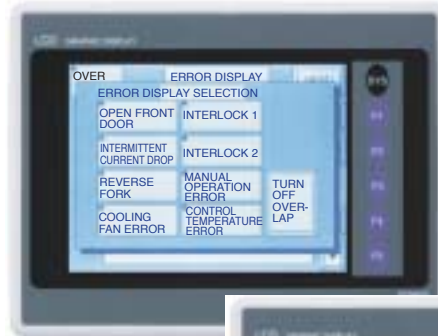 OVER
ERROR DISPLAY
ERROR DISPLAY SELECTION
OPEN FRONT
DOOR
INTERLOCK 1
INTERMITTENT
CURRENT DROP
INTERLOCK 2
REVERSE
FORK
MANUAL
OPERATION
ERROR
TURN
OFF
OVER-
LAP
COOLING
FAN ERROR
CONTROL
TEMPERATURE
ERROR